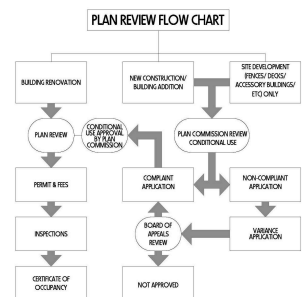 PLAN REVIEW FLOW CHART
BUILDING RENOVATION
NEW CONSTRUCTION/
BUILDING ADDITION
SITE DEVELOPMENT
(FENCES/ DECKS/
ACCESSORY BUILDINGS/
ETC) ONLY
PLAN REVIEW
CONDITIONAL
USE APPROVAL
BY PLAN
COMMISSION
PLAN COMMISSION REVIEW
CONDITIONAL USE
PERMIT & FEES
COMPLAINT
APPLICATION
NON-COMPLIANT
APPLICATION
INSPECTIONS
BOARD OF
APPEALS
REVIEW
VARIANCE
APPLICATION
CERTIFICATE OF
OCCUPANCY
NOT APPROVED